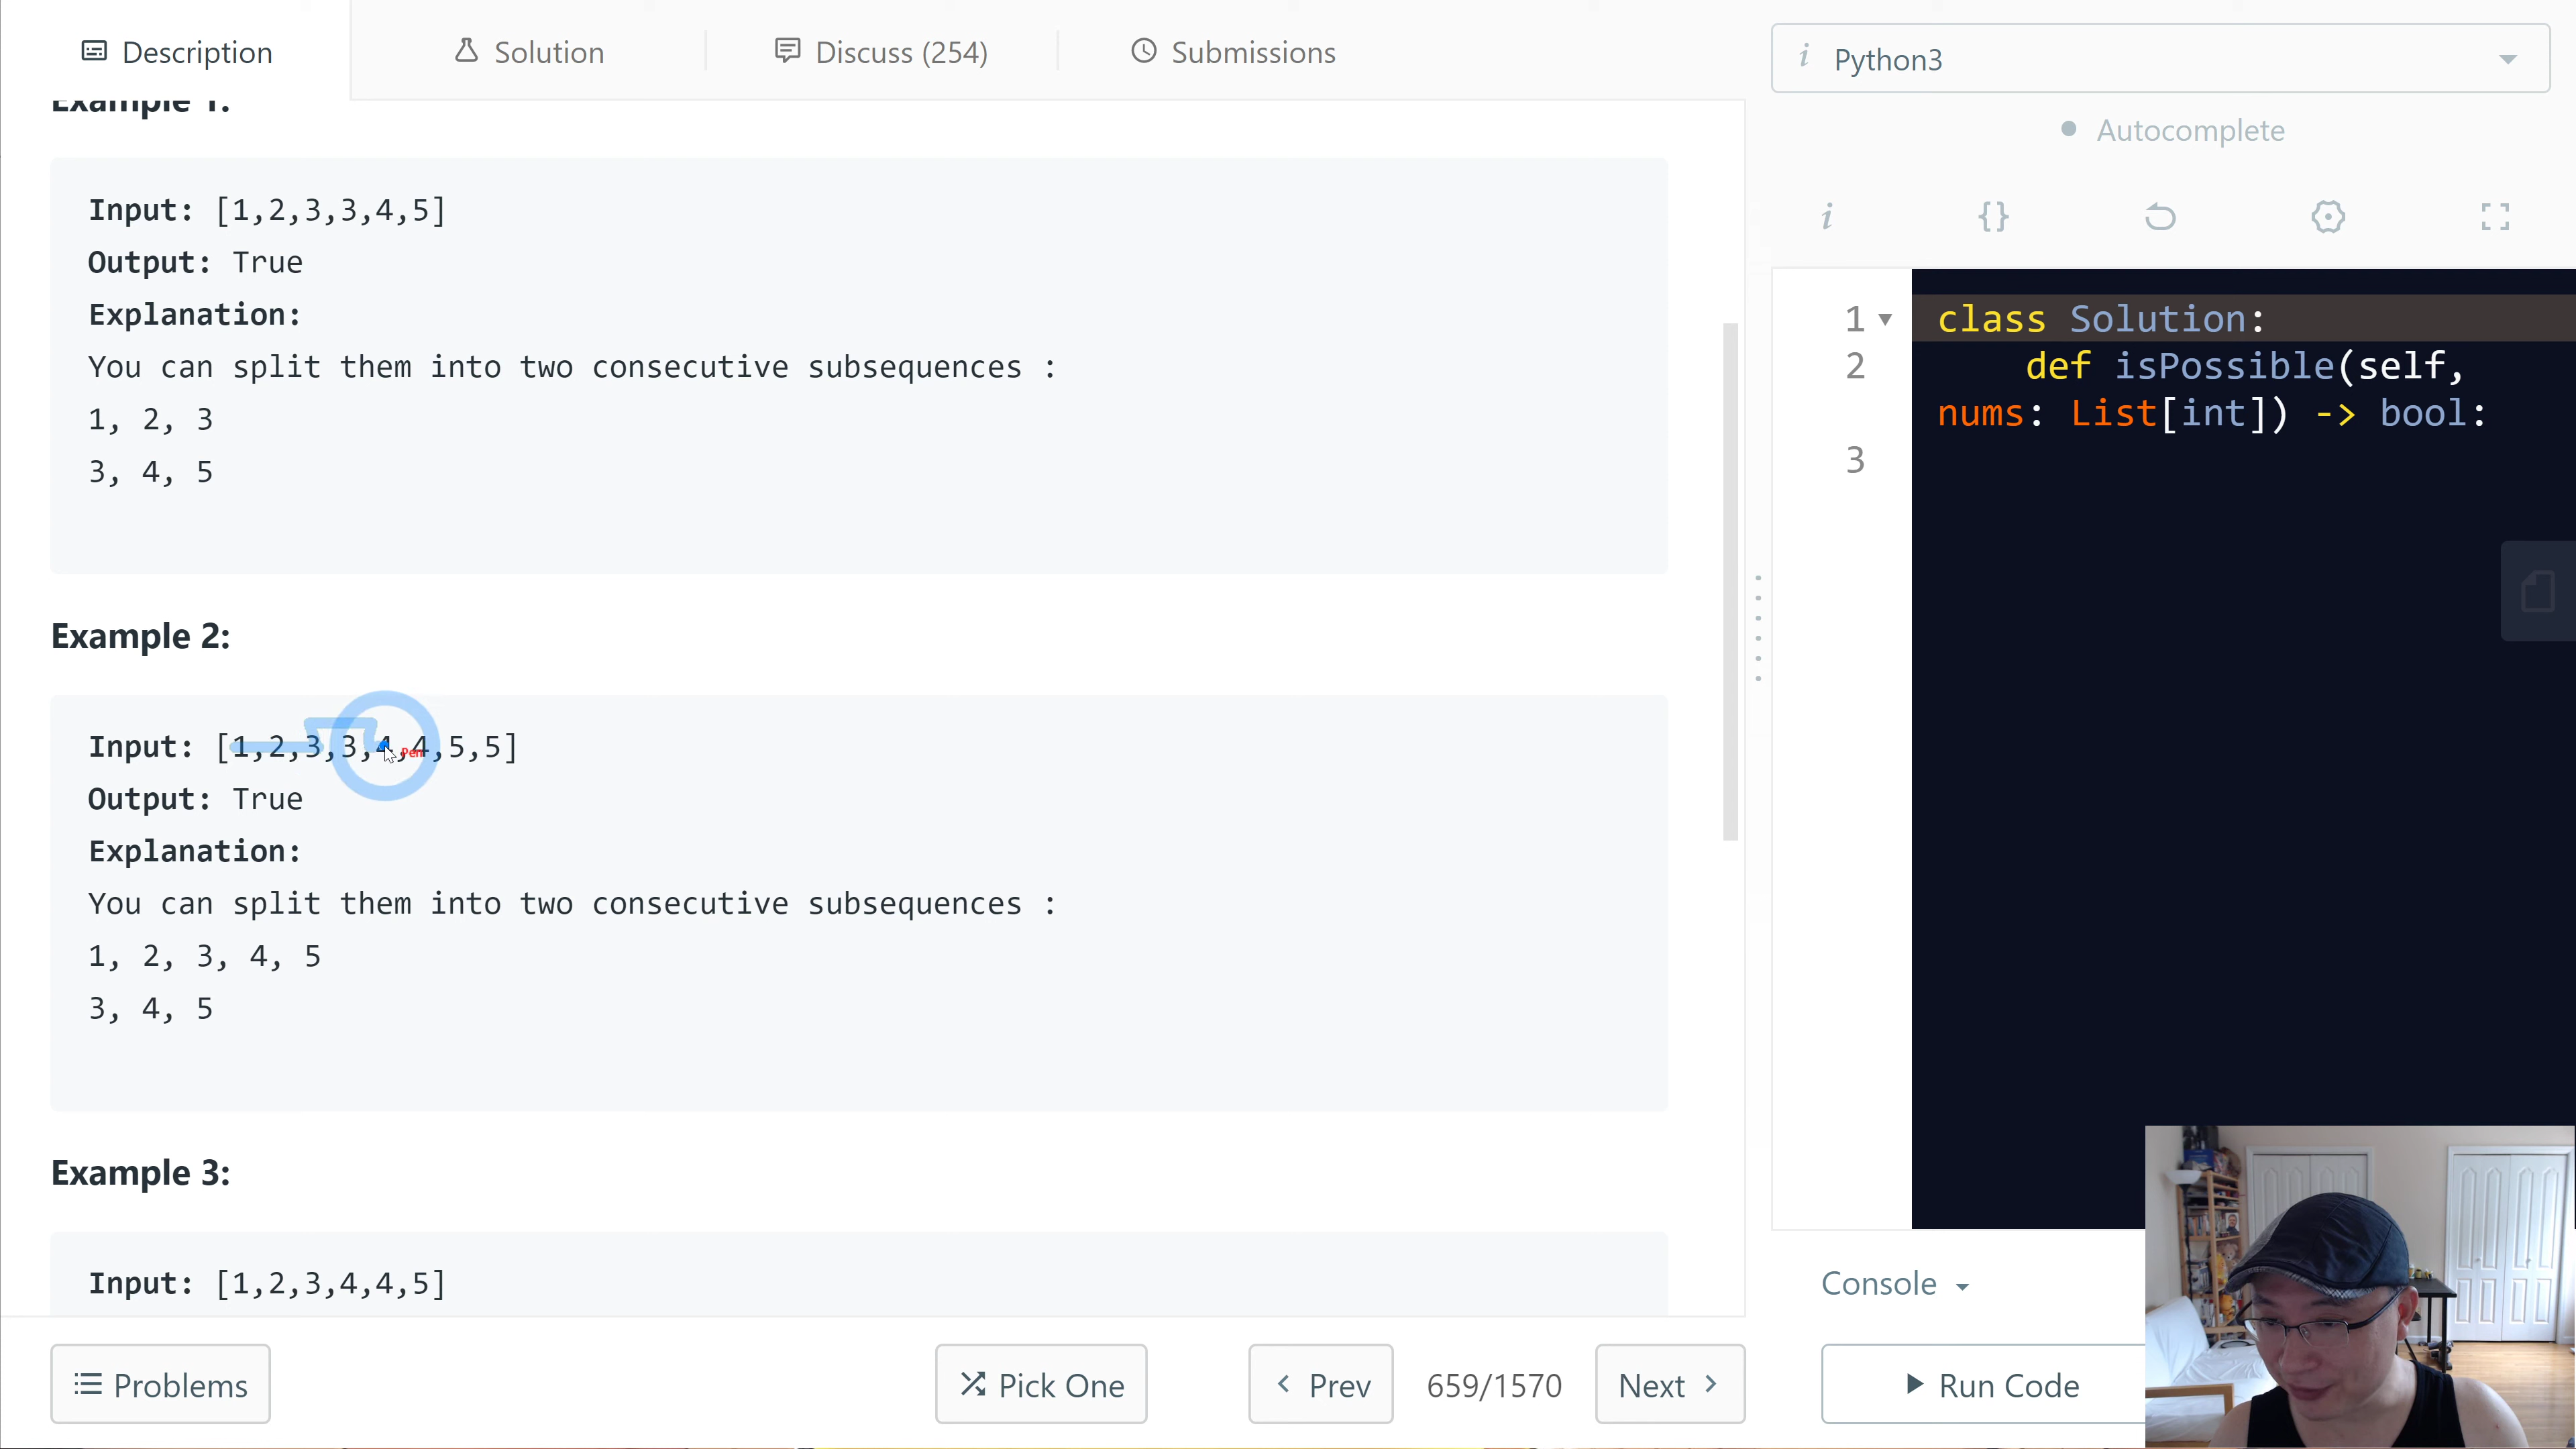 Description
Solution
Discuss (254)
Submissions
Example 1:
Input: [1,2,3,3,4,5]
Output: True
Explanation:
You can split them into two consecutive subsequences :
1, 2, 3
3, 4, 5
Example 2:
Input: [1,2,3,3,4,4,5,5]
Pen
Output: True
Explanation:
You can split them into two consecutive subsequences :
1, 2, 3, 4, 5
3, 4, 5
Example 3:
Input: [1,2,3,4,4,5]
Problems
Pick One
Prev
659/1570
Next
i Python3
Autocomplete
i {}
1 class Solution:
2 def isPossible(self,
nums: List[int]) -> bool:
3
Console
Run Code